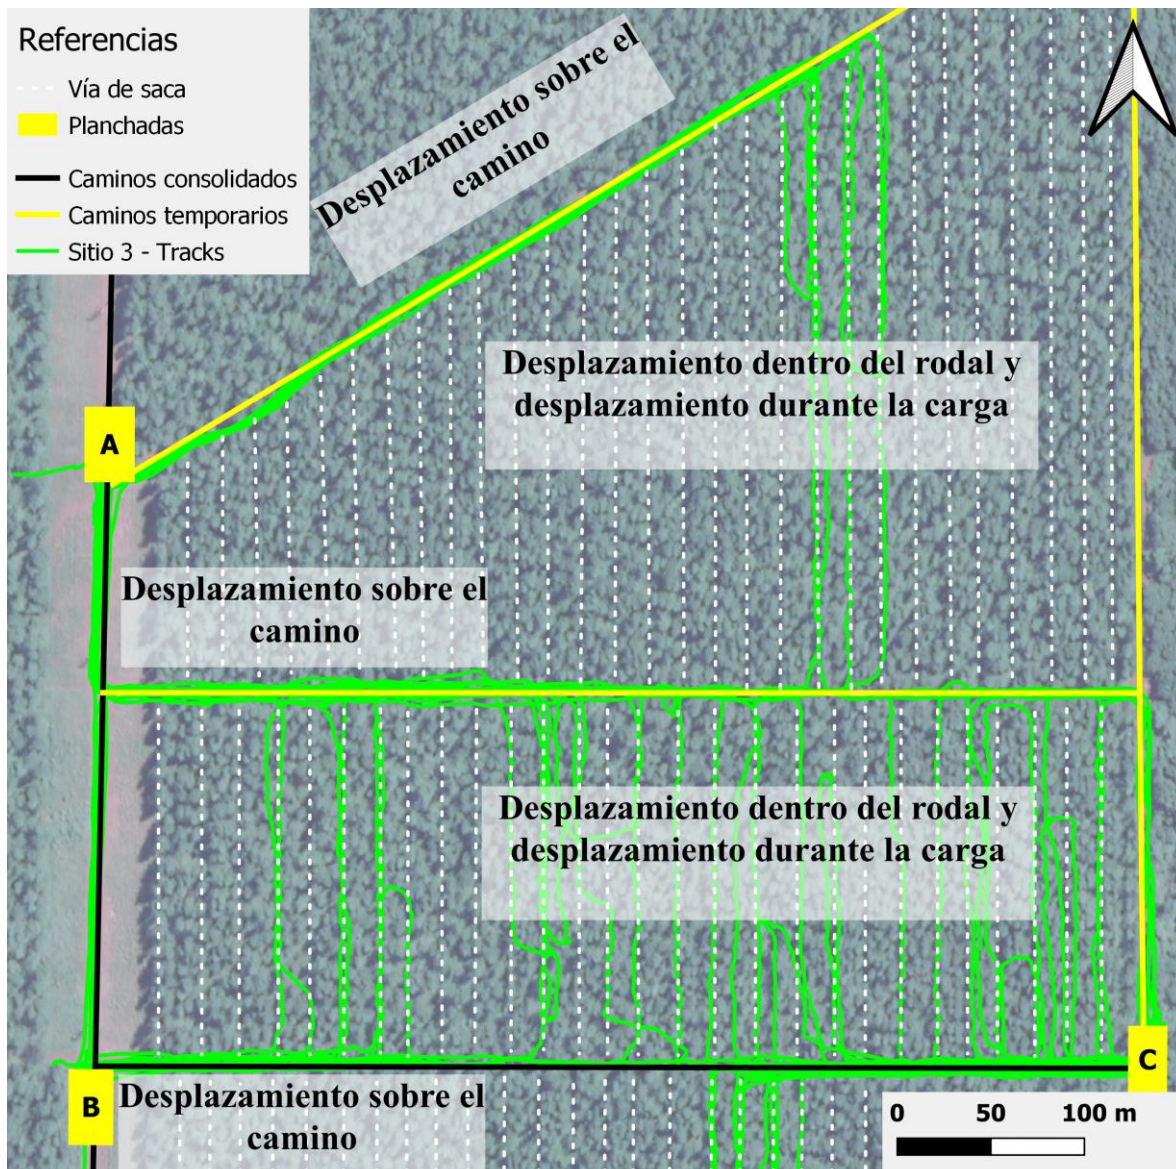 Referencias
Vía de saca
Planchadas
Caminos consolidados
Caminos temporarios
Sitio 3 - Tracks
Desplazamiento sobre el
camino
Desplazamiento dentro del rodal y
desplazamiento durante la carga
A
Desplazamiento sobre el
camino
Desplazamiento dentro del rodal y
desplazamiento durante la carga
C
B
Desplazamiento sobre el
camino
0 50 100 m